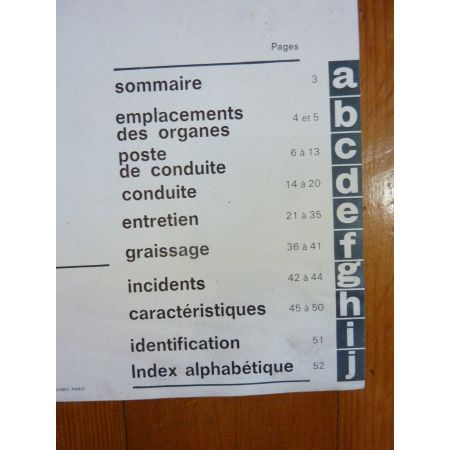 Pages
sommaire 3 a
emplacements
des organes 4 et 5 b
poste
de conduite 6 à 13 c
conduite 14 à 20 d
entretien 21 à 35 e
graissage 36 à 41 f
incidents 42 à 44 g
caractéristiques 45 à 50 h
identification 51 i
Index alphabétique 52 j
PARIS